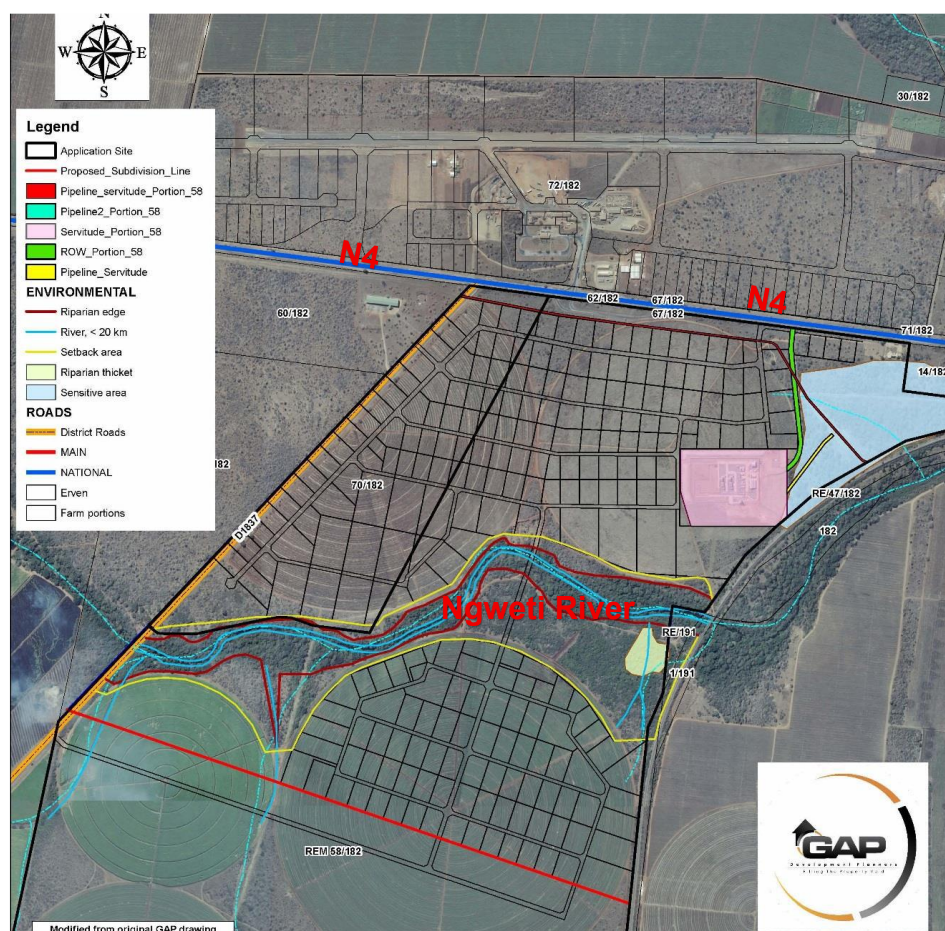 N
W E
S
30/182
Legend
Application Site
Proposed_Subdivision_Line
Pipeline_servitude_Portion_58
Pipeline2_Portion_58
Servitude_Portion_58
ROW_Portion_58
Pipeline_Servitude
ENVIRONMENTAL
Riparian edge
River, < 20 km
Setback area
Riparian thicket
Sensitive area
ROADS
District Roads
MAIN
NATIONAL
Erven
Farm portions
72/182
N4
N4
62/182
67/182
67/182
71/182
60/182
14/182
182
70/182
RE/47/182
182
D1837
Ngweti River
RE/191
1/191
REM 58/182
GAP
Development Planners
Modified from original GAP drawing